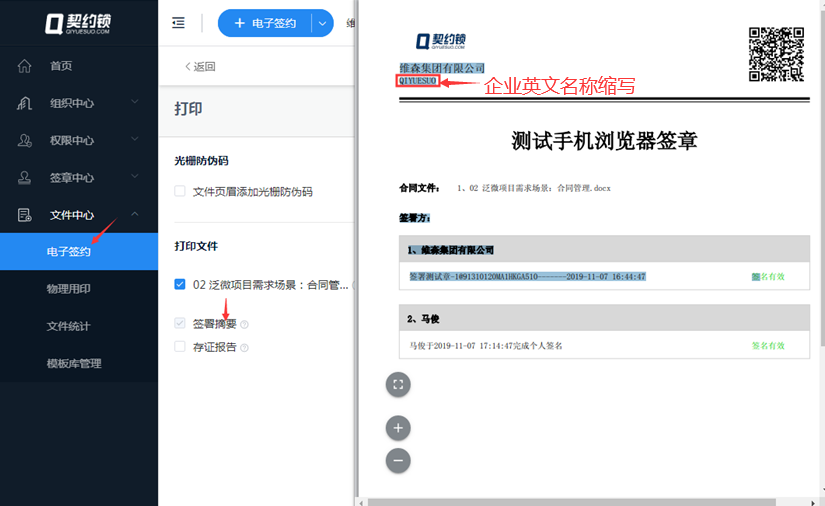 契约锁
QIYUESUO.COM
首页
组织中心
权限中心
签章中心
文件中心
电子签约
物理用印
文件统计
模板库管理
+ 电子签约
维
返回
打印
光栅防伪码
文件页眉添加光栅防伪码
打印文件
02 泛微项目需求场景：合同管...
签署摘要
存证报告
契约锁
QIYUESUO.COM
维森集团有限公司
QIYUESUO
企业英文名称缩写
测试手机浏览器签章
合同文件： 1、02 泛微项目需求场景：合同管理.docx
签署方：
1、维森集团有限公司
签署测试章-1@91310120MA1HKGA510-------2019-11-07 16:44:47 签名有效
2、马俊
马俊于2019-11-07 17:14:47完成个人签名 签名有效